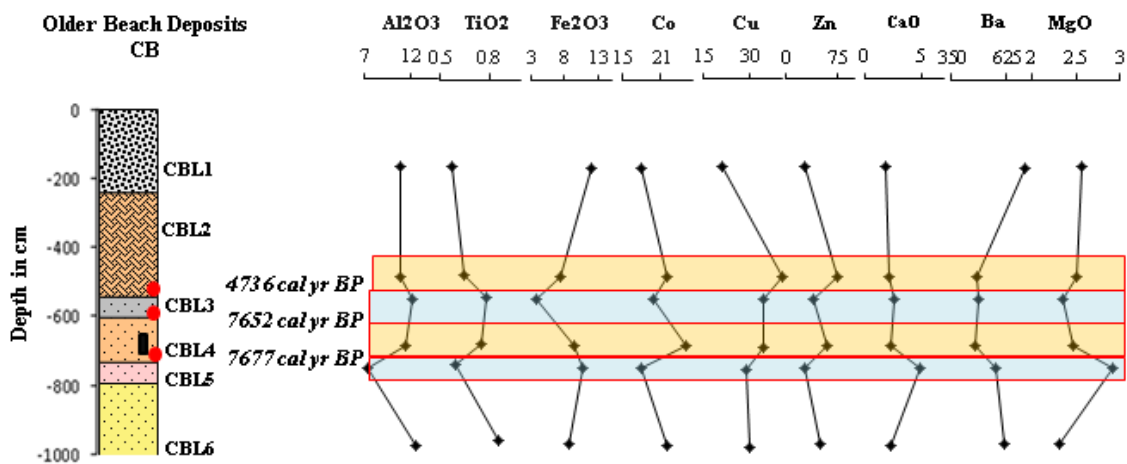 Older Beach Deposits
CB
Al2O3 TiO2 Fe2O3 Co Cu Zn CaO Ba MgO
7 12 0.5 0.8 3 8 13 15 21 15 30 0 75 0 5 350 625 2 2.5 3
Depth in cm
0
-200
-400
-600
-800
-1000
CBL1
CBL2
CBL3
CBL4
CBL5
CBL6
4736 cal yr BP
7652 cal yr BP
7677 cal yr BP